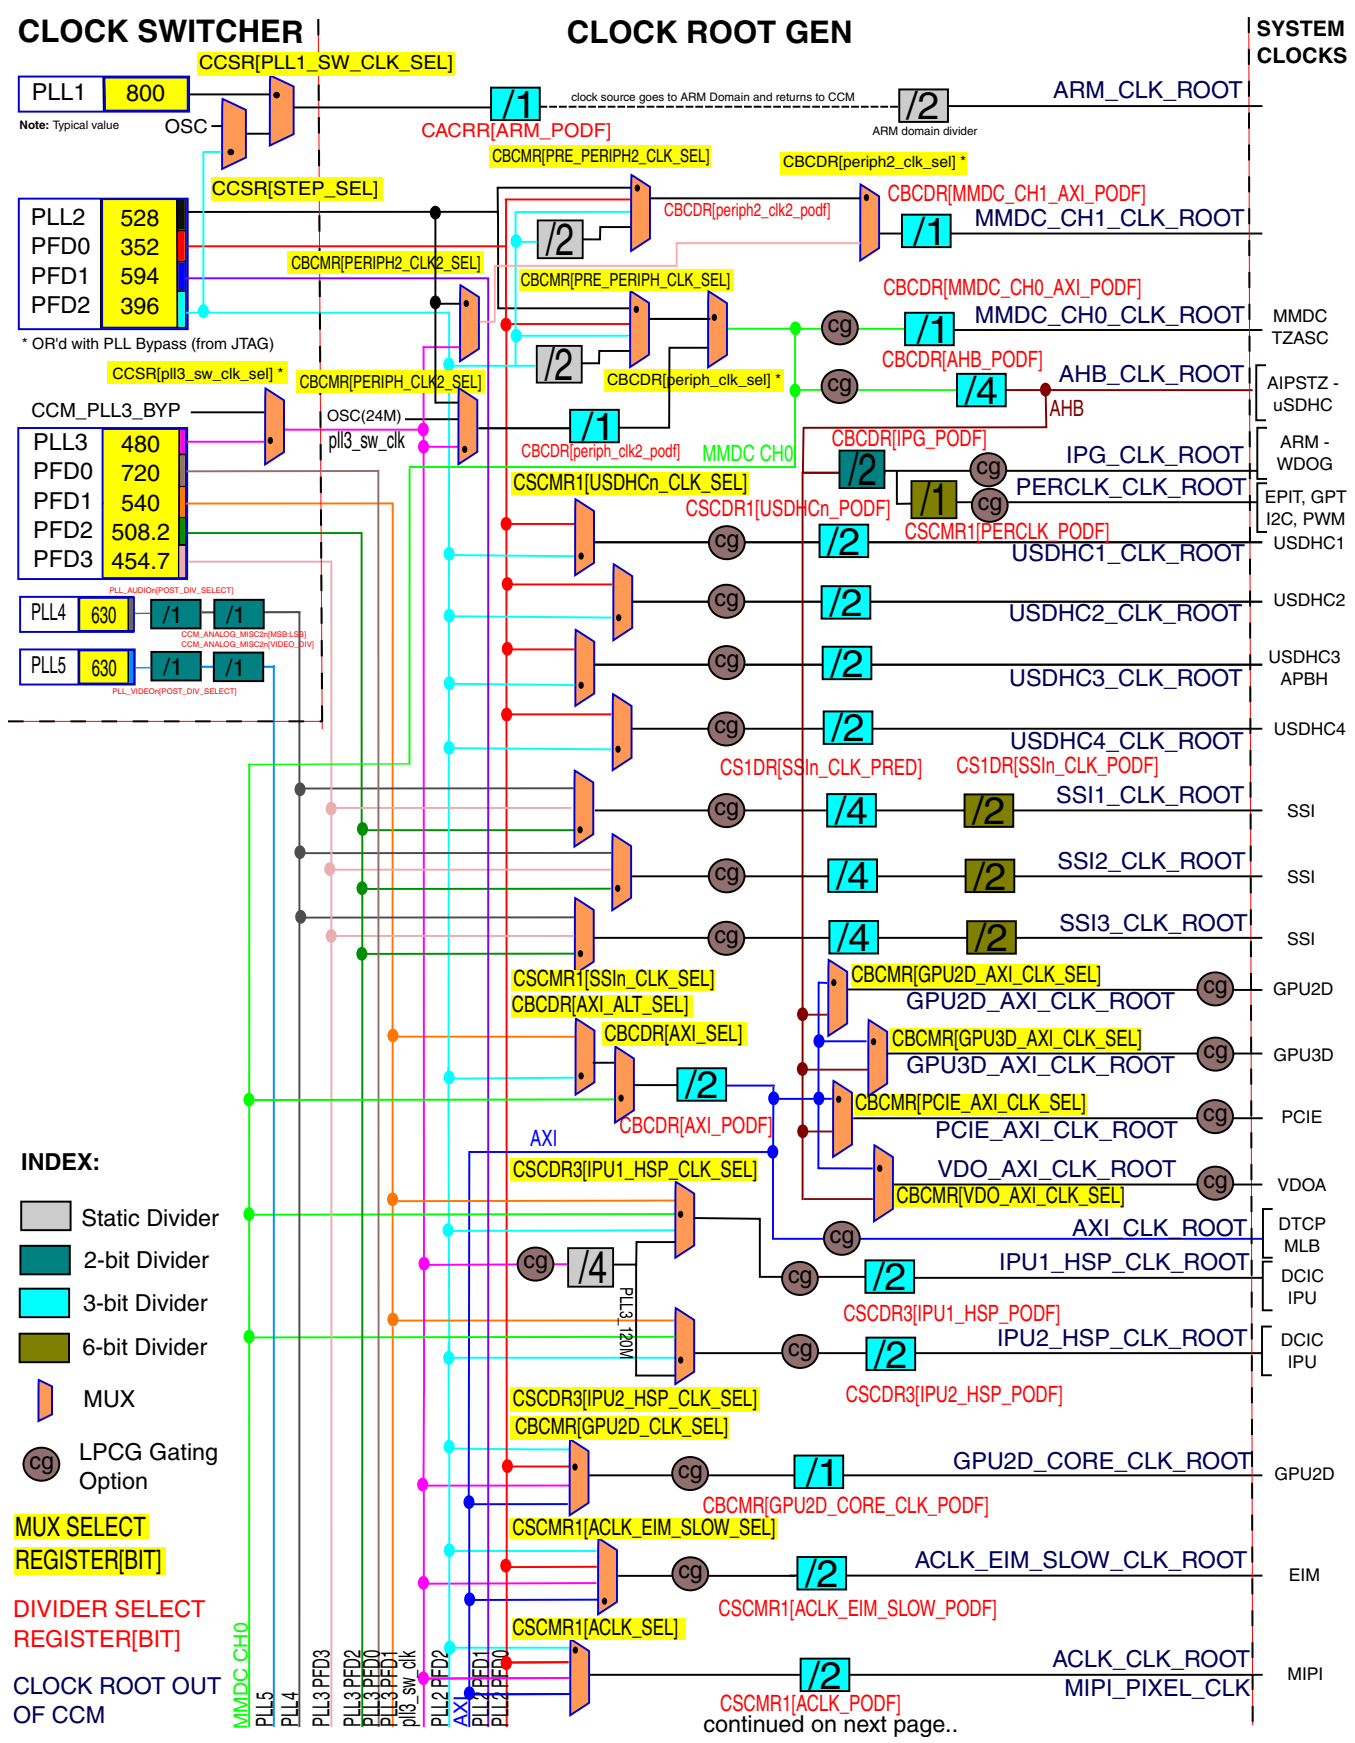 CLOCK SWITCHER
CLOCK ROOT GEN
SYSTEM
CLOCKS
CCSR[PLL1_SW_CLK_SEL]
PLL1 800
Note: Typical value
OSC
/1
clock source goes to ARM Domain and returns to CCM
/2
ARM domain divider
ARM_CLK_ROOT
CACRR[ARM_PODF]
CBCMR[PRE_PERIPH2_CLK_SEL]
CBCDR[periph2_clk_sel] *
CCSR[STEP_SEL]
CBCDR[MMDC_CH1_AXI_PODF]
CBCDR[periph2_clk2_podf]
MMDC_CH1_CLK_ROOT
PLL2 528
PFD0 352
PFD1 594
PFD2 396
/2
/1
CBCMR[PERIPH2_CLK2_SEL]
CBCMR[PRE_PERIPH_CLK_SEL]
CBCDR[MMDC_CH0_AXI_PODF]
MMDC_CH0_CLK_ROOT
cg
/1
MMDC
TZASC
* OR'd with PLL Bypass (from JTAG)
/2
CBCDR[AHB_PODF]
CCSR[pll3_sw_clk_sel] *
CBCMR[PERIPH_CLK2_SEL]
CBCDR[periph_clk_sel] *
cg
/4
AHB_CLK_ROOT
AHB
AIPSTZ -
uSDHC
CCM_PLL3_BYP
OSC(24M)
pll3_sw_clk
/1
CBCDR[periph_clk2_podf]
MMDC CH0
CBCDR[IPG_PODF]
/2
cg
IPG_CLK_ROOT
ARM -
WDOG
PLL3 480
PFD0 720
PFD1 540
PFD2 508.2
PFD3 454.7
CSCMR1[USDHCn_CLK_SEL]
/1
cg
PERCLK_CLK_ROOT
EPIT, GPT
I2C, PWM
CSCDR1[USDHCn_PODF]
CSCMR1[PERCLK_PODF]
cg
/2
USDHC1_CLK_ROOT
USDHC1
PLL_AUDIOn[POST_DIV_SELECT]
PLL4 630
/1
/1
CCM_ANALOG_MISC2n[MSB:LSB]
CCM_ANALOG_MISC2n[VIDEO_DIV]
cg
/2
USDHC2_CLK_ROOT
USDHC2
PLL5 630
/1
/1
PLL_VIDEOn[POST_DIV_SELECT]
cg
/2
USDHC3_CLK_ROOT
USDHC3
APBH
cg
/2
USDHC4_CLK_ROOT
USDHC4
CS1DR[SSIn_CLK_PRED]
CS1DR[SSIn_CLK_PODF]
cg
/4
/2
SSI1_CLK_ROOT
SSI
cg
/4
/2
SSI2_CLK_ROOT
SSI
cg
/4
/2
SSI3_CLK_ROOT
SSI
CSCMR1[SSIn_CLK_SEL]
CBCMR[GPU2D_AXI_CLK_SEL]
GPU2D_AXI_CLK_ROOT
cg
GPU2D
CBCDR[AXI_ALT_SEL]
CBCDR[AXI_SEL]
CBCMR[GPU3D_AXI_CLK_SEL]
GPU3D_AXI_CLK_ROOT
cg
GPU3D
/2
CBCDR[AXI_PODF]
CBCMR[PCIE_AXI_CLK_SEL]
PCIE_AXI_CLK_ROOT
cg
PCIE
AXI
CSCDR3[IPU1_HSP_CLK_SEL]
VDO_AXI_CLK_ROOT
CBCMR[VDO_AXI_CLK_SEL]
cg
VDOA
cg
AXI_CLK_ROOT
DTCP
MLB
cg
/4
PLL3_120M
cg
/2
IPU1_HSP_CLK_ROOT
CSCDR3[IPU1_HSP_PODF]
DCIC
IPU
cg
/2
IPU2_HSP_CLK_ROOT
CSCDR3[IPU2_HSP_PODF]
DCIC
IPU
CSCDR3[IPU2_HSP_CLK_SEL]
CBCMR[GPU2D_CLK_SEL]
cg
/1
GPU2D_CORE_CLK_ROOT
CBCMR[GPU2D_CORE_CLK_PODF]
GPU2D
CSCMR1[ACLK_EIM_SLOW_SEL]
cg
/2
ACLK_EIM_SLOW_CLK_ROOT
CSCMR1[ACLK_EIM_SLOW_PODF]
EIM
CSCMR1[ACLK_SEL]
/2
ACLK_CLK_ROOT
MIPI_PIXEL_CLK
CSCMR1[ACLK_PODF]
MIPI
continued on next page..
INDEX:
Static Divider
2-bit Divider
3-bit Divider
6-bit Divider
MUX
cg
LPCG Gating
Option
MUX SELECT
REGISTER[BIT]
DIVIDER SELECT
REGISTER[BIT]
CLOCK ROOT OUT
OF CCM
MMDC CH0
PLL5
PLL4
PLL3 PFD3
PLL3 PFD2
PLL3 PFD0
PLL3 PFD1
pll3_sw_clk
PLL2 PFD2
AXI
PLL2 PFD1
PLL2 PFD0